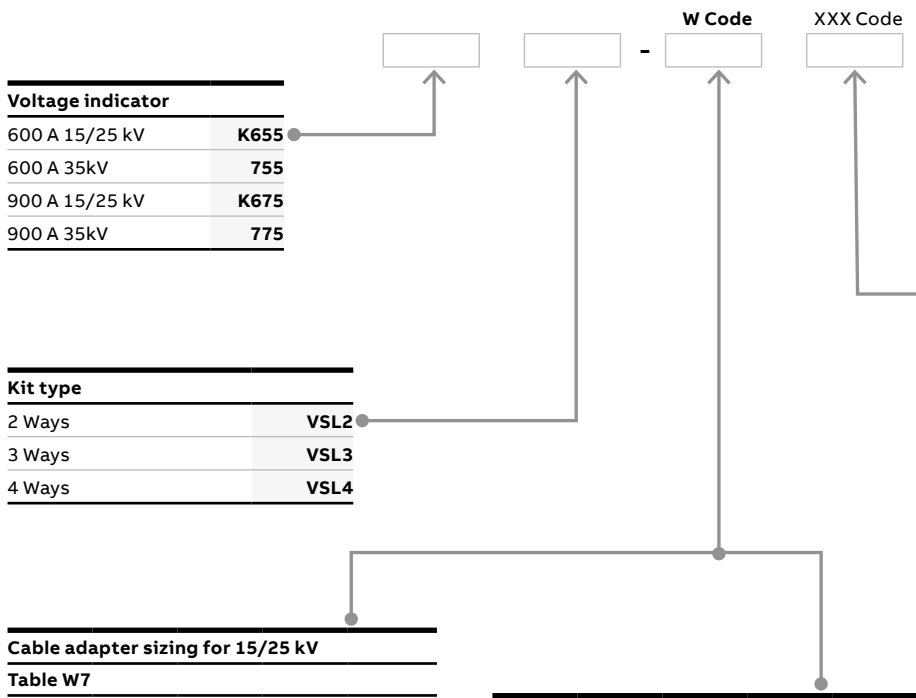 W Code XXX Code
-
Voltage indicator
600 A 15/25 kV K655
600 A 35kV 755
900 A 15/25 kV K675
900 A 35kV 775
Kit type
2 Ways VSL2
3 Ways VSL3
4 Ways VSL4
Cable adapter sizing for 15/25 kV
Table W7